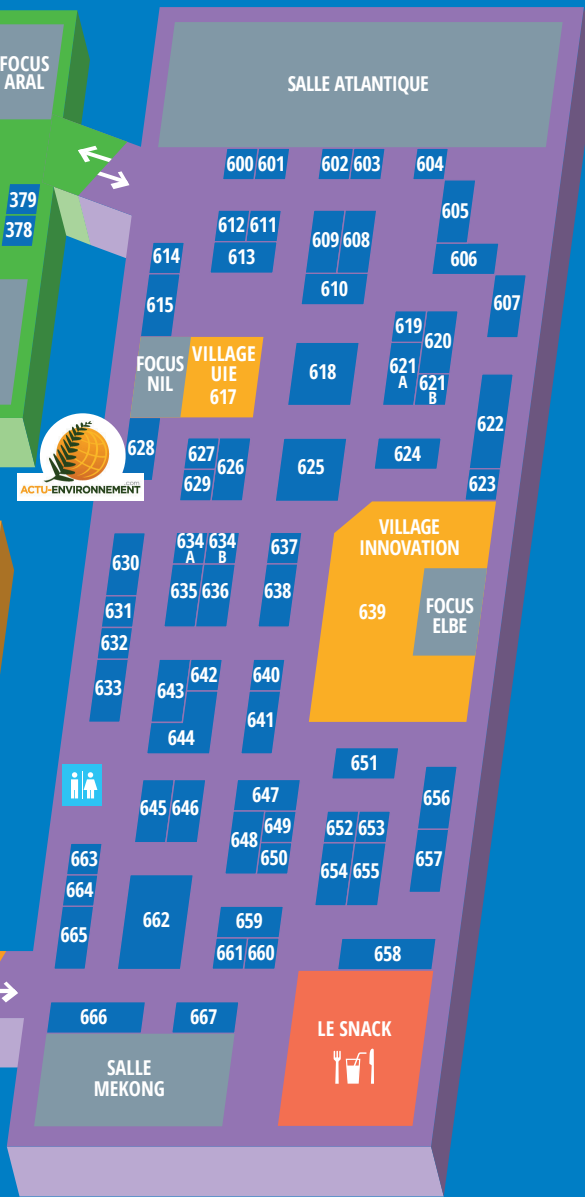 FOCUS
ARAL
SALLE ATLANTIQUE
600 601 602 603 604
379
378
605
612 611
609 608
613
614
606
610
615
607
619
620
FOCUS
NIL
VILLAGE
UIE
617
618
621
A
621
B
622
628
627
626
629
625
624
623
.com
ACTU-ENVIRONNEMENT
VILLAGE
INNOVATION
634
A
634
B
637
630
635 636
638
639
FOCUS
ELBE
631
632
633
643
642
640
641
644
651
645 646
647
656
648
649
650
652 653
657
654 655
663
664
665
662
659
661 660
658
666
667
LE SNACK
SALLE
MEKONG